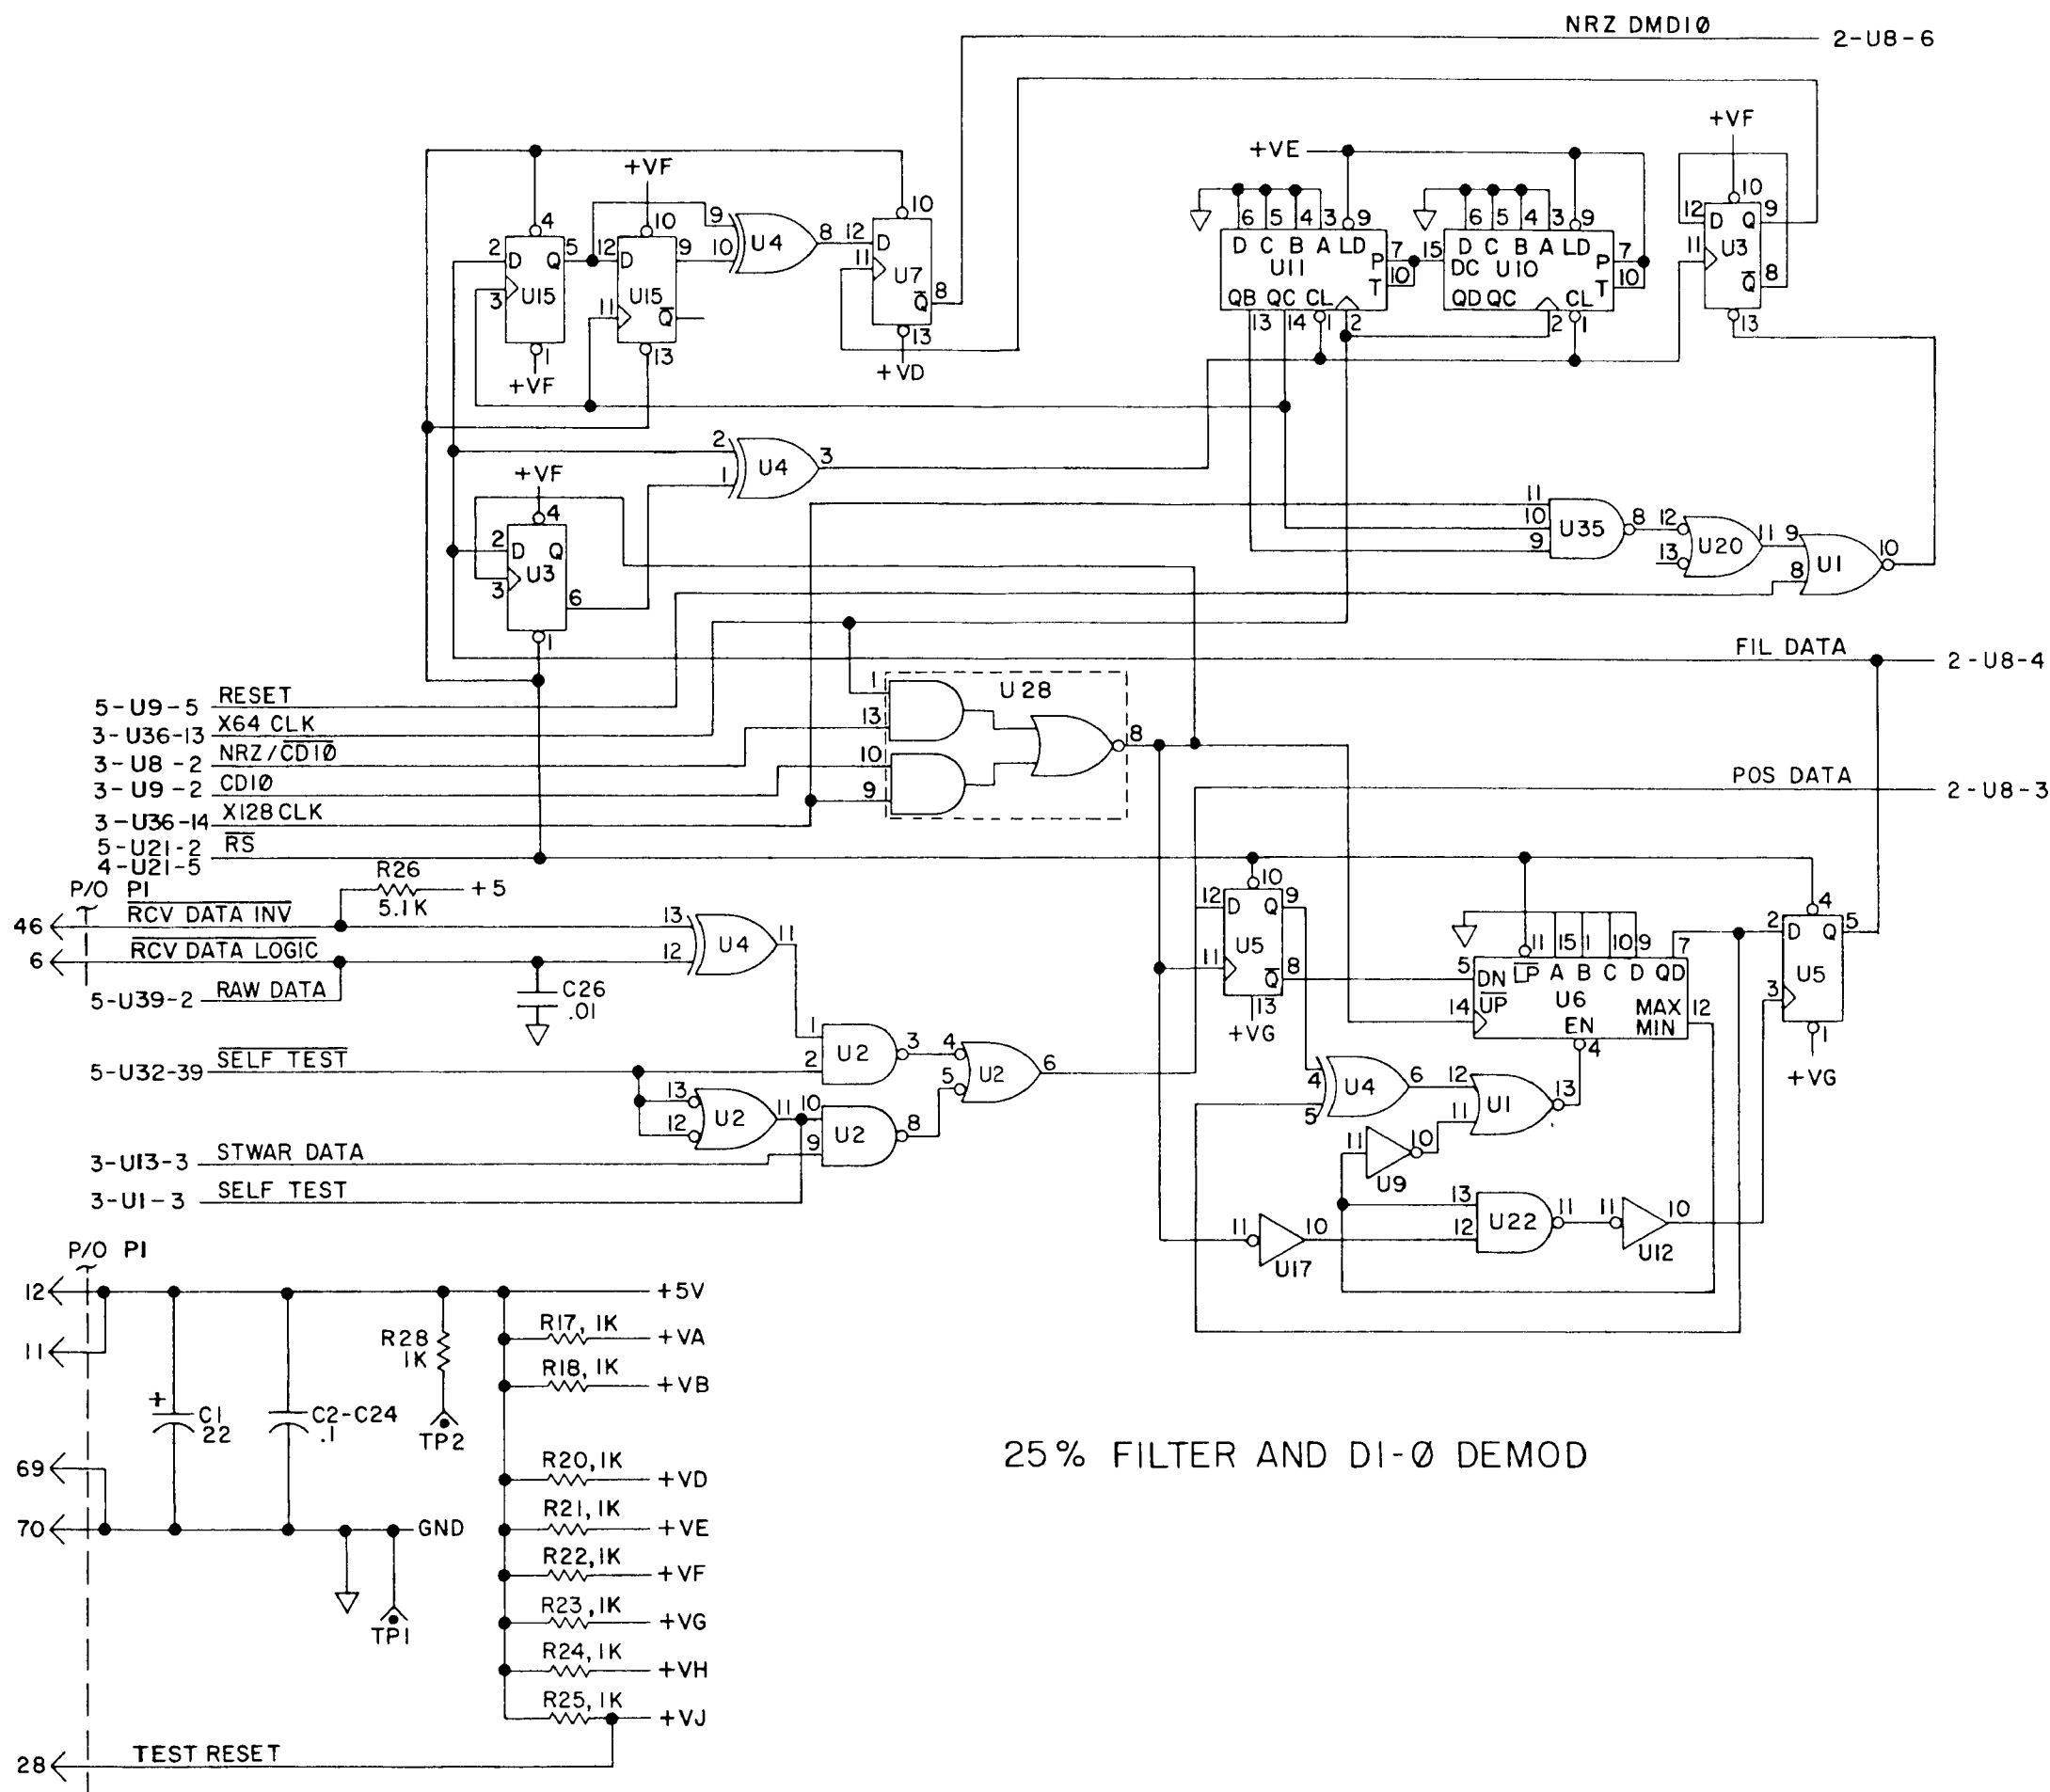 NRZ DMD1Ø
2-U8-6
+VF
+VE
+VF
10
4
10
9
10
6 5 4 3 9
6 5 4 3 9
10
2 D Q 5
12 D
9
10
U4
8
12 D
D C B A LD
7
15
D C B A LD
7
12 D Q 9
11
U7
U11
P
DC U10
P
11
U3
3
U15
U15
10
T
10
T
Q 8
11
Q
Q 8
QB QC CL
QD QC CL
1
13
13
13 14 1 2
2 1
13
+VF
+VD
2
1
U4
3
+VF
4
11
10
9
U35
8
12
13
U20
11
9
8
U1
10
2 D Q
3
U3
6
1
FIL DATA
2-U8-4
5-U9-5 RESET
3-U36-13 X64 CLK
3-U8-2 NRZ/CD1Ø
3-U9-2 CD1Ø
3-U36-14 X128 CLK
5-U21-2 RS
4-U21-5
1
13
10
9
U28
8
POS DATA
2-U8-3
P/O P1
R26
5.1K
+5
46 RCV DATA INV
6 RCV DATA LOGIC
5-U39-2 RAW DATA
C26
.01
13
12
U4
11
10
12 D Q 9
U5
11
Q 8
13
+VG
11 15 1 10 9
7
5 DN LP A B C D QD
UP U6
14
MAX
MIN
12
EN
4
4
2 D Q 5
U5
3
1
+VG
5-U32-39 SELF TEST
1
2
U2
3
4
5
U2
6
13
12
U2
11
10
9
U2
8
3-U13-3 STWAR DATA
3-U1-3 SELF TEST
4
5
U4
6
12
11
U1
13
11
10
U9
13
12
U22
11
11
10
U12
11
10
U17
P/O P1
12
11
69
70
+5V
R17, 1K +VA
R18, 1K +VB
R28
1K
TP2
+
C1
22
C2-C24
.1
R20, 1K +VD
R21, 1K +VE
R22, 1K +VF
R23, 1K +VG
R24, 1K +VH
R25, 1K +VJ
GND
TP1
28 TEST RESET
25% FILTER AND DI-Ø DEMOD